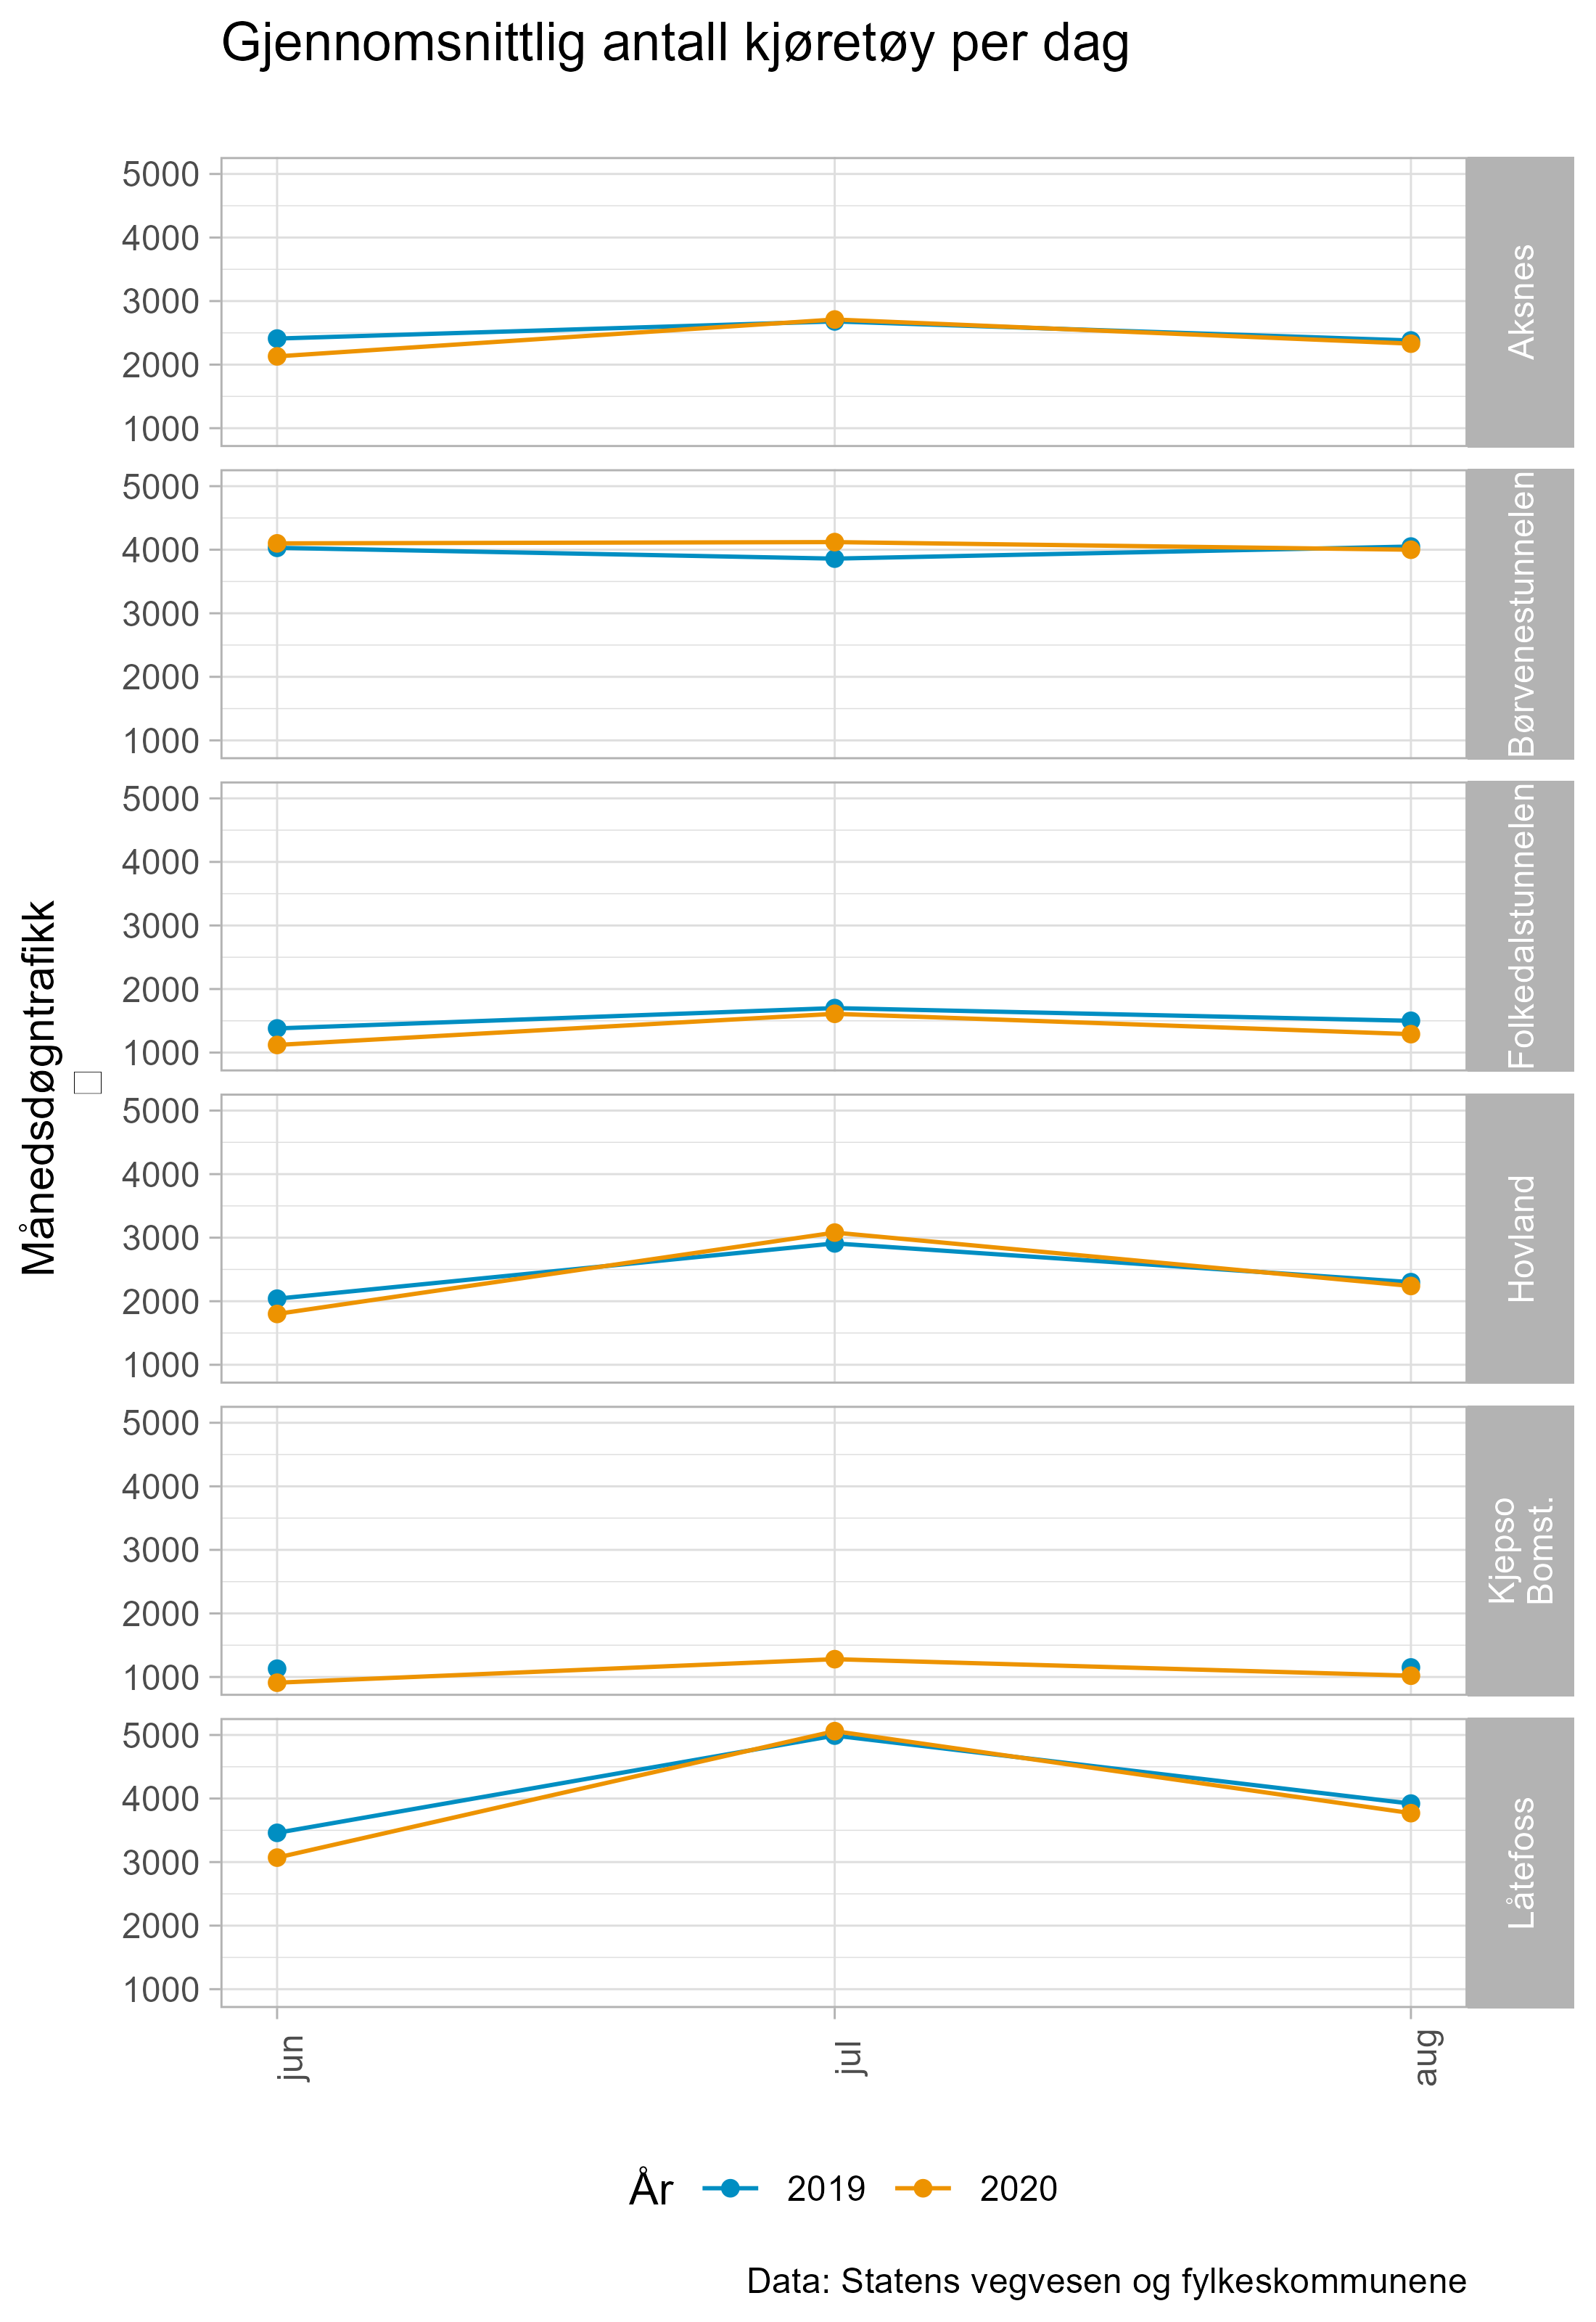 Gjennomsnittlig antall kjøretøy per dag
Månedsdøgntrafikk
5000
4000
3000
2000
1000
Aksnes
5000
4000
3000
2000
1000
Børvenestunnelen
5000
4000
3000
2000
1000
Folkedalstunnelen
5000
4000
3000
2000
1000
Hovland
5000
4000
3000
2000
1000
Kjepso
Bomst.
5000
4000
3000
2000
1000
Låtefoss
jun jul aug
År 2019 2020
Data: Statens vegvesen og fylkeskommunene